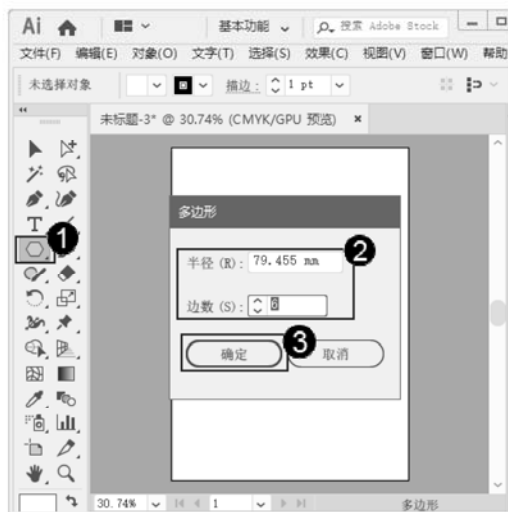 Ai 基本功能 搜索 Adobe Stock
文件(F) 编辑(E) 对象(O) 文字(T) 选择(S) 效果(C) 视图(V) 窗口(W) 帮助
未选择对象 描边: 1 pt
未标题-3* @ 30.74% (CMYK/GPU 预览) ×
多边形
1
2
半径 (R): 79.455 mm
边数 (S): 6
3
确定 取消
30.74% 1 多边形